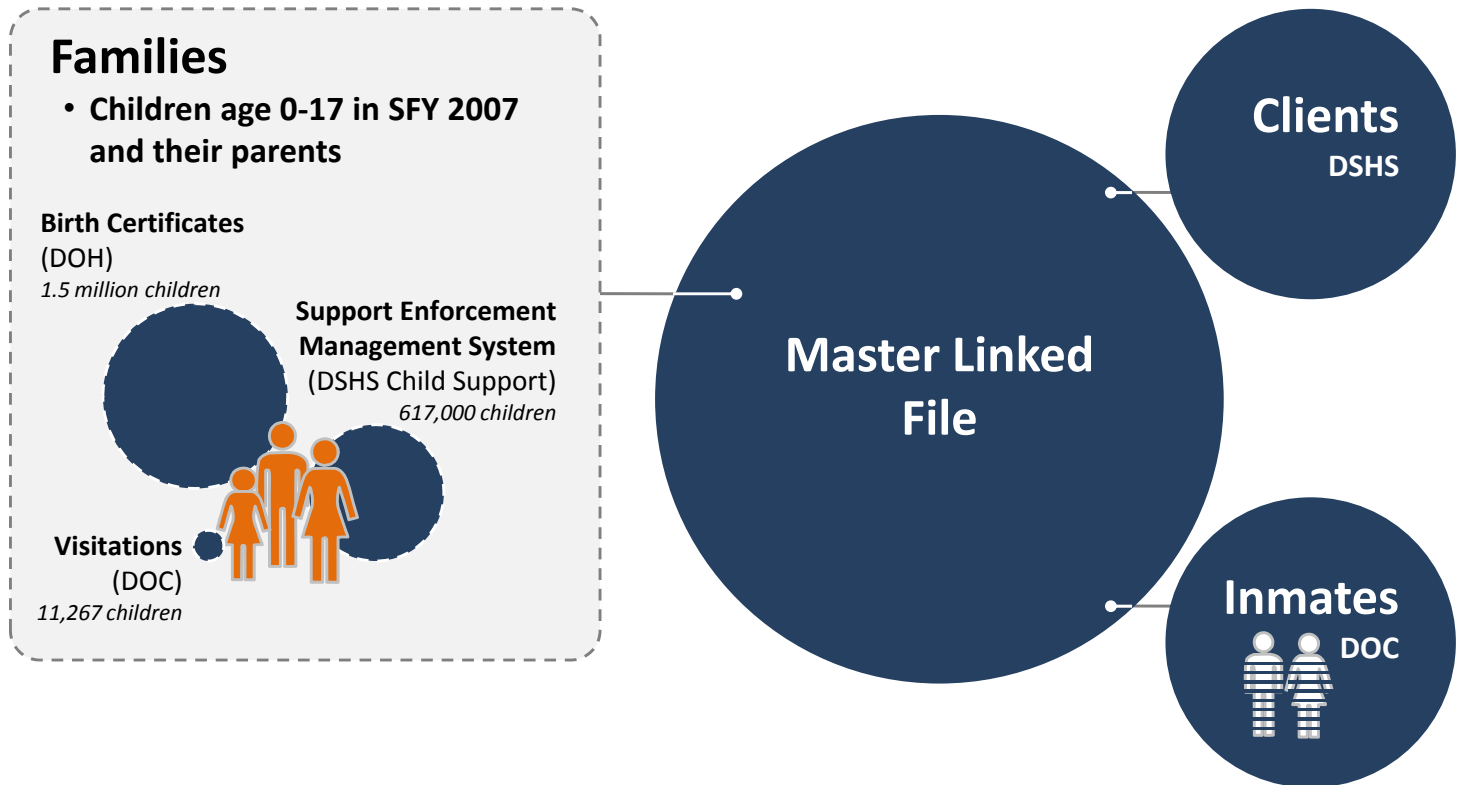 Families
• Children age 0-17 in SFY 2007
and their parents
Birth Certificates
(DOH)
1.5 million children
Support Enforcement
Management System
(DSHS Child Support)
617,000 children
Visitations
(DOC)
11,267 children
Master Linked
File
Clients
DSHS
Inmates
DOC